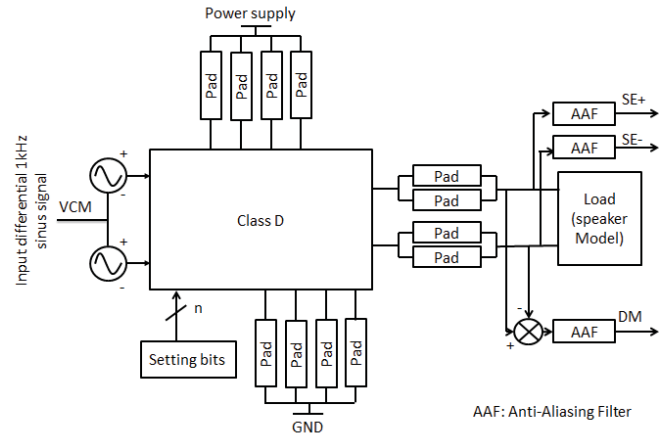 Power supply
Pad
Pad
Pad
Pad
SE+
AAF
SE-
AAF
Input differential 1kHz
sinus signal
+
-
VCM
+
-
Class D
Pad
Pad
Pad
Pad
Load
(speaker
Model)
n
Setting bits
Pad
Pad
Pad
Pad
-
+
AAF
DM
GND
AAF: Anti-Aliasing Filter